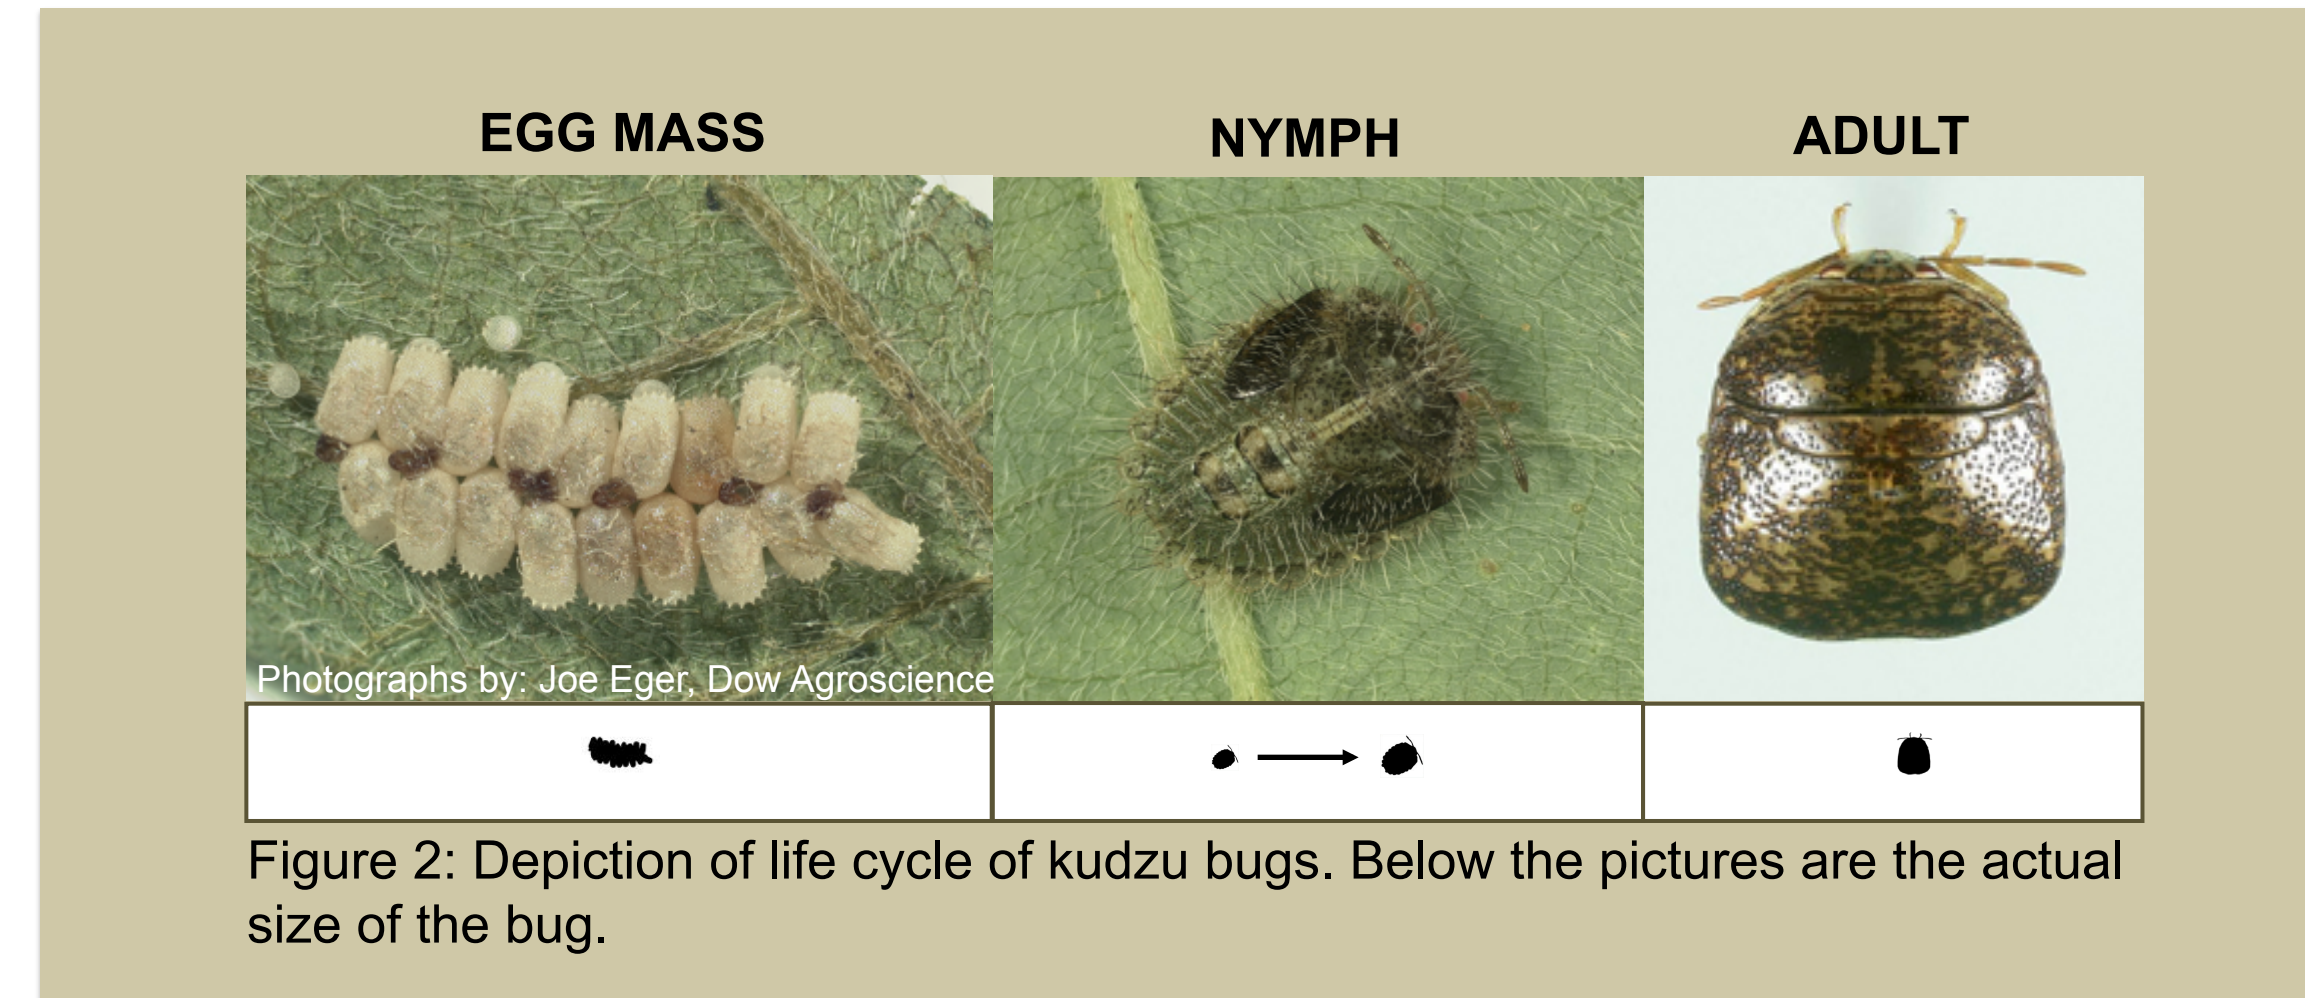 EGG MASS
NYMPH
ADULT
Photographs by: Joe Eger, Dow Agroscience
Figure 2: Depiction of life cycle of kudzu bugs. Below the pictures are the actual
size of the bug.